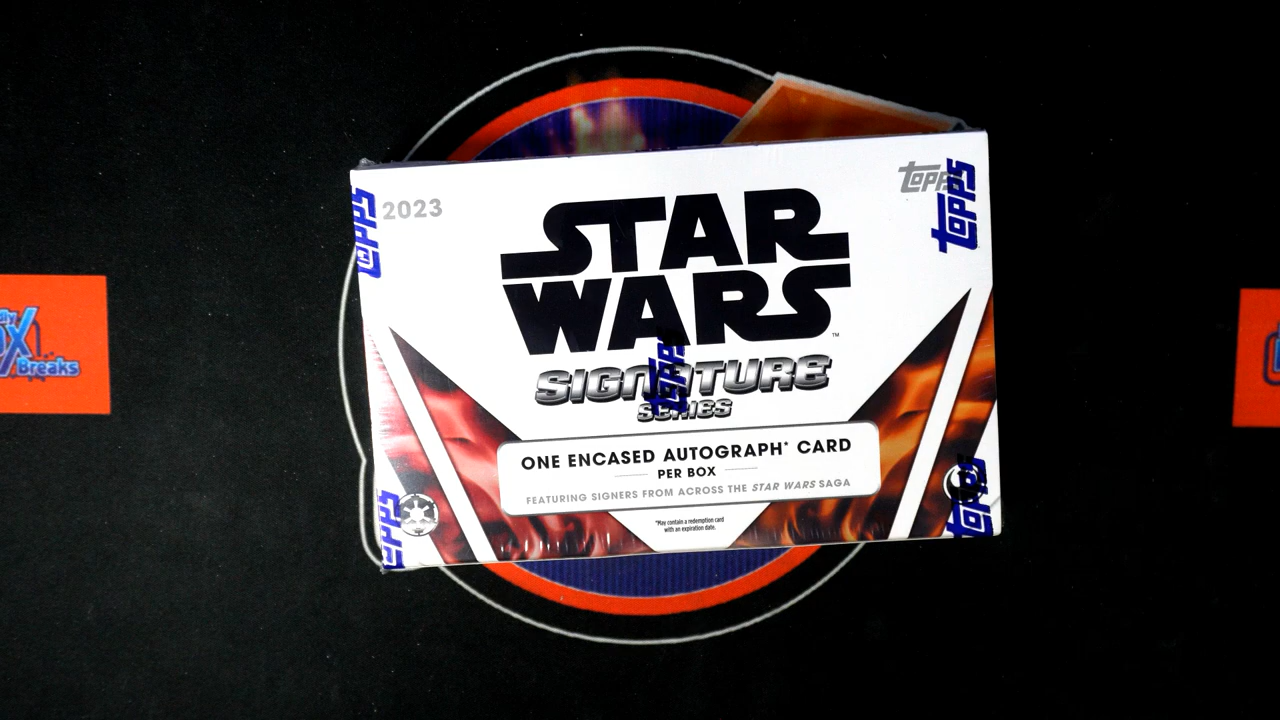 2023
topps
topps
topps
STAR
WARS
™
SIGNATURE
SERIES
topps
ONE ENCASED AUTOGRAPH* CARD
PER BOX
FEATURING SIGNERS FROM ACROSS THE STAR WARS SAGA
*May contain a redemption card
with an expiration date.
topps
topps
Breaks